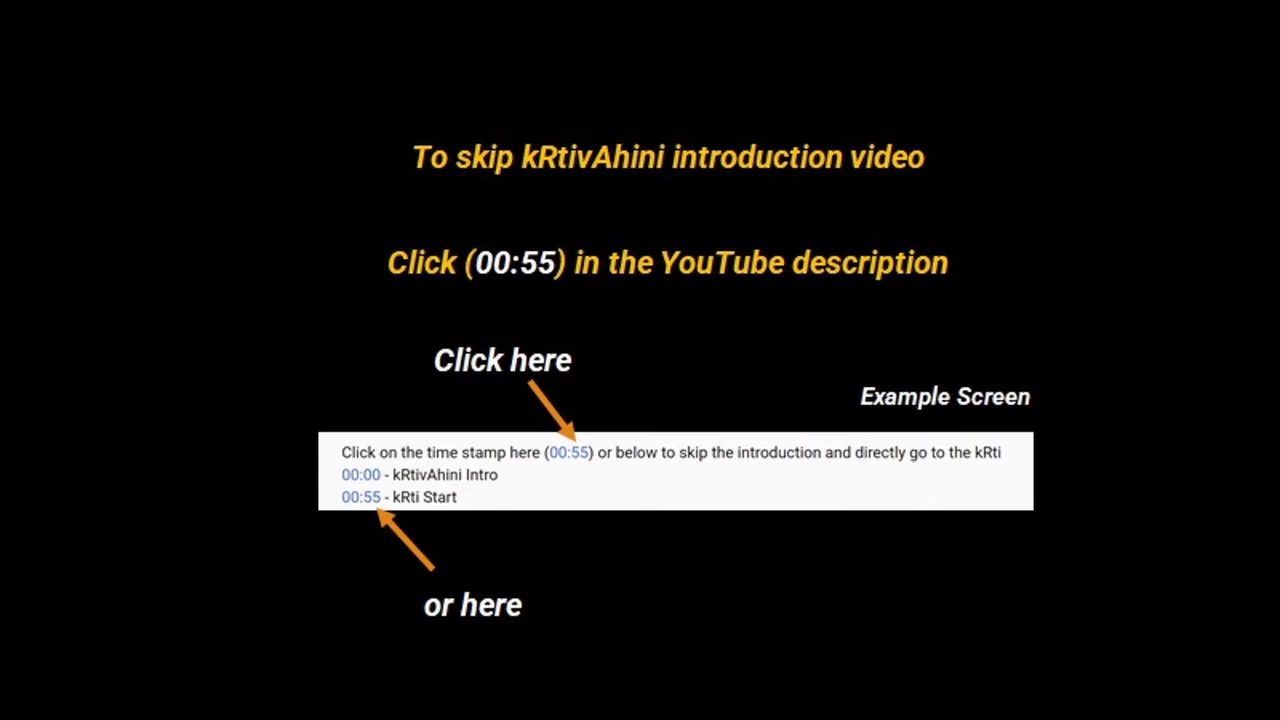 To skip kRtivAhini introduction video
Click (00:55) in the YouTube description
Click here
Example Screen
Click on the time stamp here (00:55) or below to skip the introduction and directly go to the kRti
00:00 - kRtivAhini Intro
00:55 - kRti Start
or here